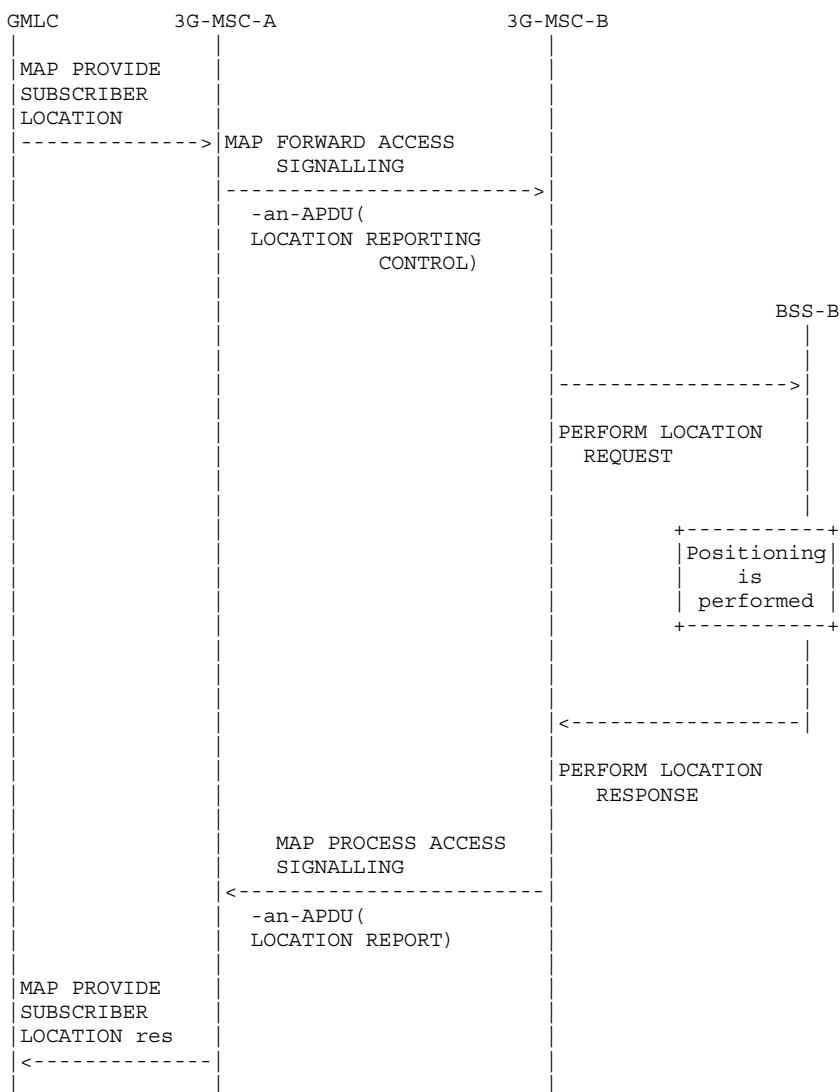 GMLC 3G-MSC-A 3G-MSC-B
MAP PROVIDE
SUBSCRIBER
LOCATION
MAP FORWARD ACCESS
SIGNALLING
-an-APDU(
LOCATION REPORTING
CONTROL)
BSS-B
PERFORM LOCATION
REQUEST
Positioning
is
performed
PERFORM LOCATION
RESPONSE
MAP PROCESS ACCESS
SIGNALLING
-an-APDU(
LOCATION REPORT)
MAP PROVIDE
SUBSCRIBER
LOCATION res